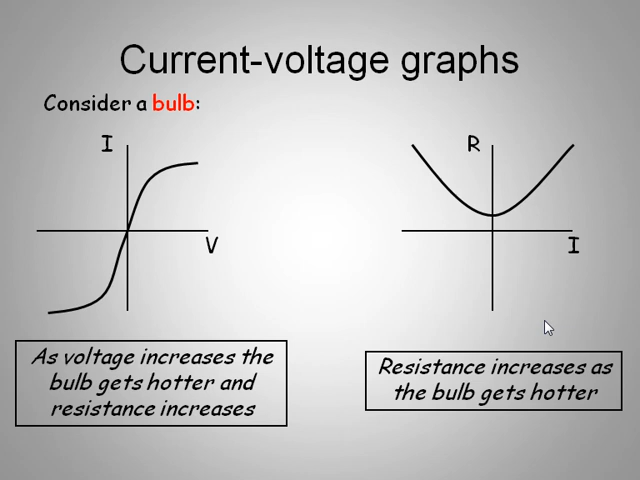 Current-voltage graphs
Consider a bulb:
I
V
R
I
As voltage increases the
bulb gets hotter and
resistance increases
Resistance increases as
the bulb gets hotter